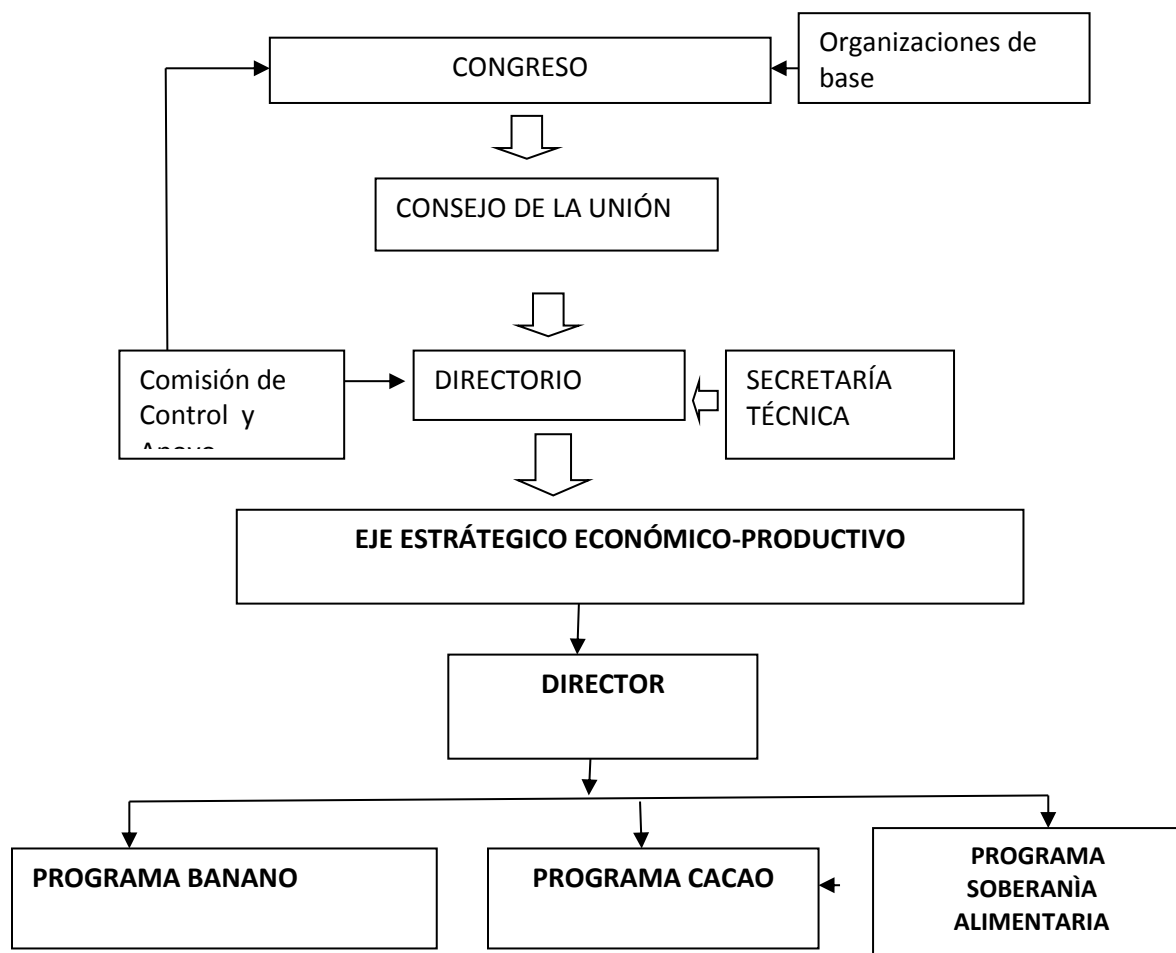 CONGRESO
Organizaciones de
base
CONSEJO DE LA UNIÓN
Comisión de
Control y
DIRECTORIO
SECRETARÍA
TÉCNICA
EJE ESTRÁTEGICO ECONÓMICO-PRODUCTIVO
DIRECTOR
PROGRAMA BANANO
PROGRAMA CACAO
PROGRAMA
SOBERANÌA
ALIMENTARIA